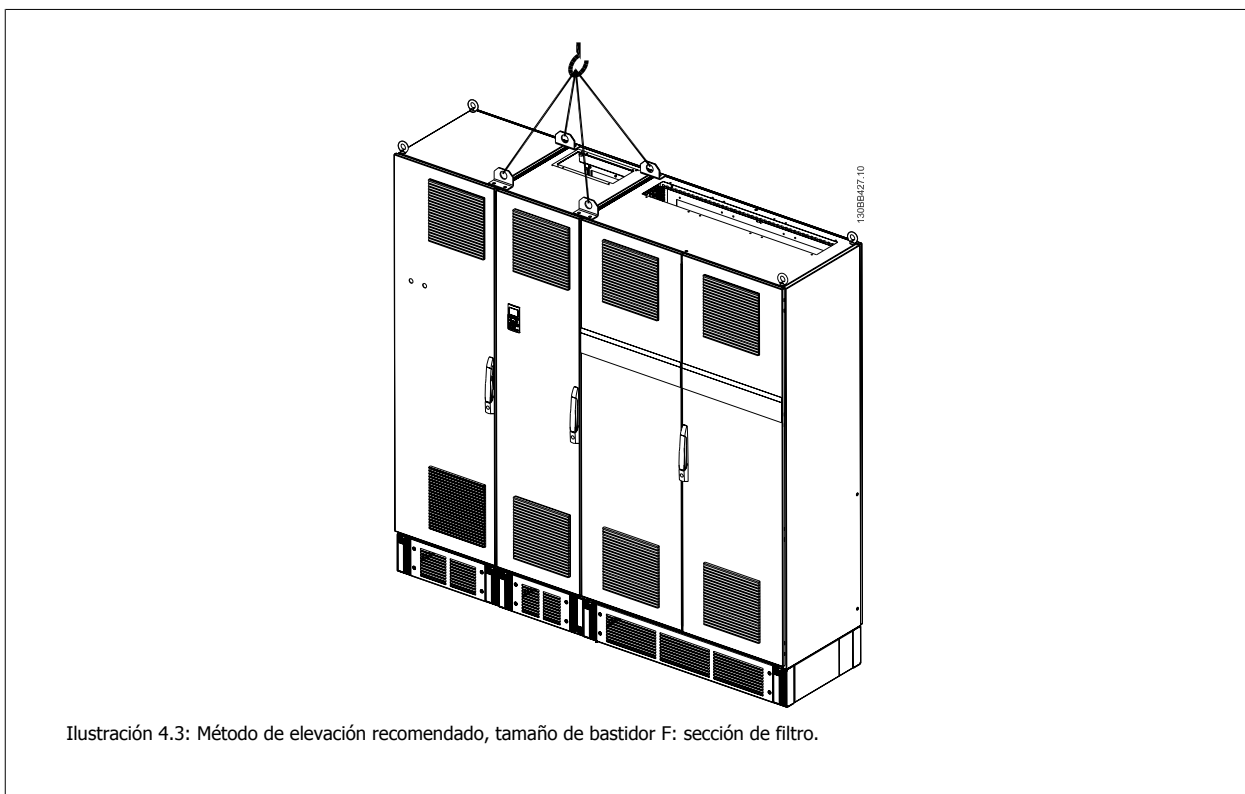 130BB427.10
Ilustración 4.3: Método de elevación recomendado, tamaño de bastidor F: sección de filtro.